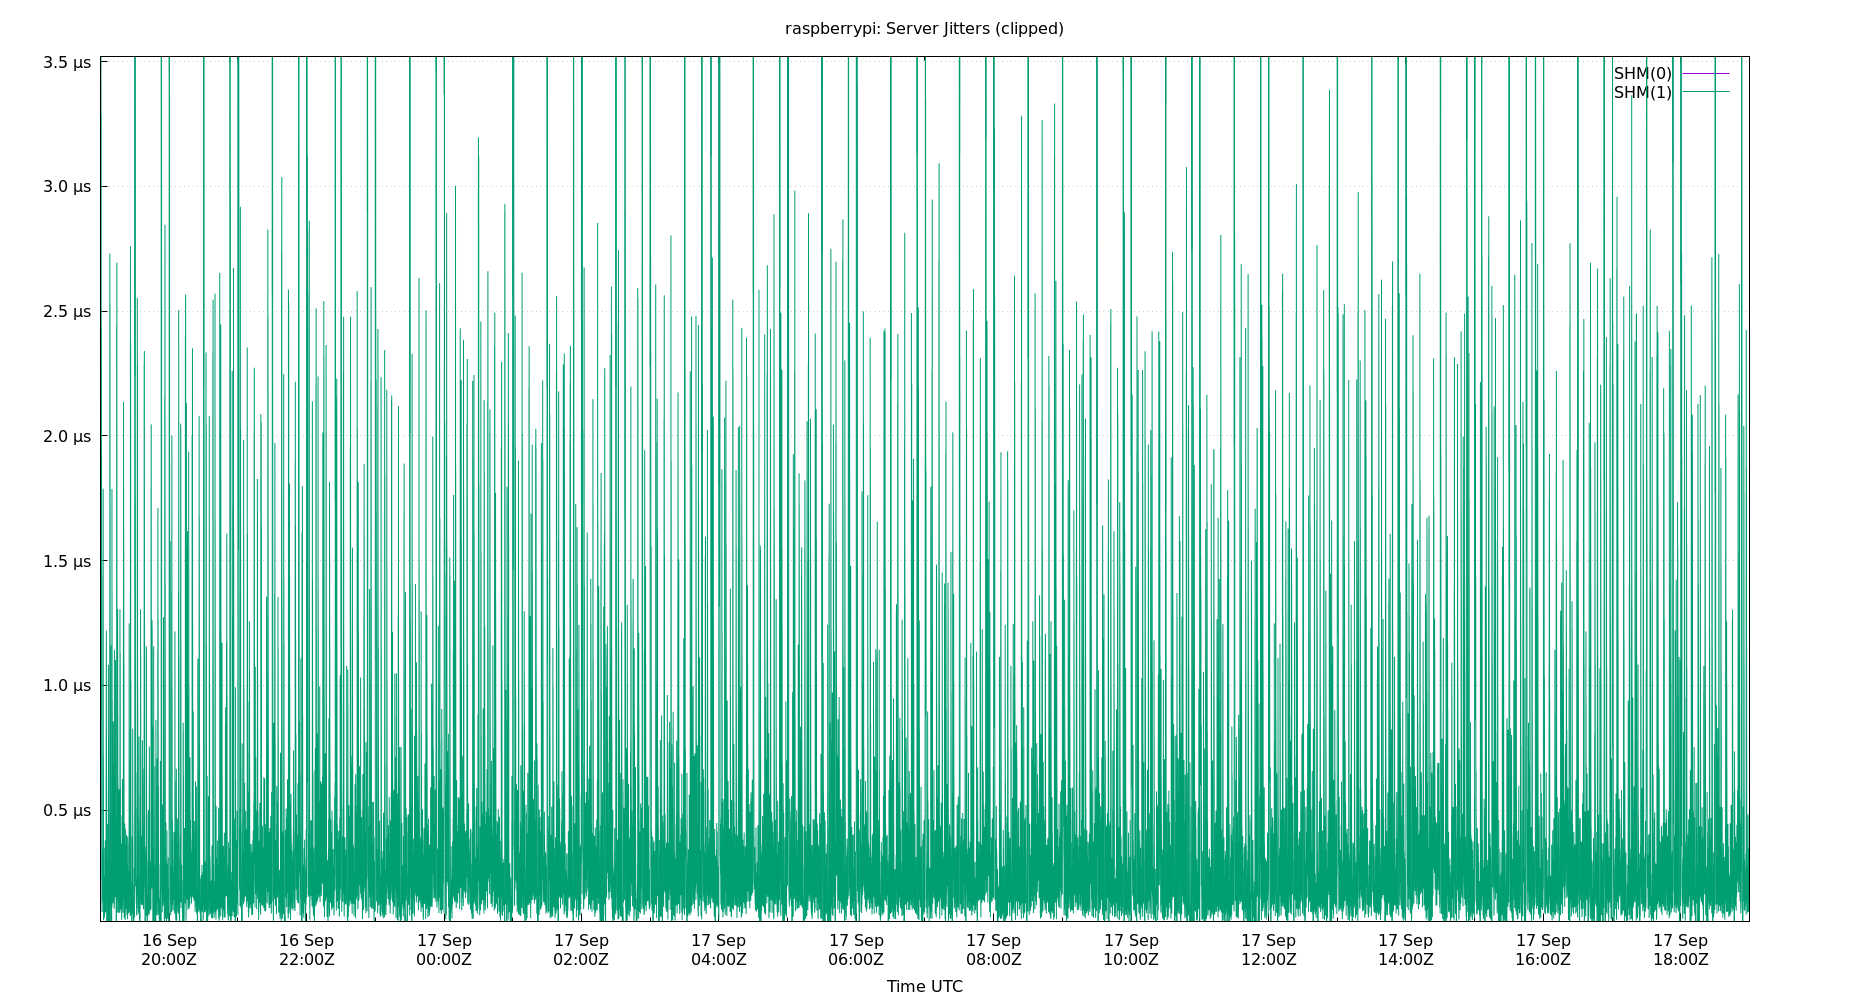 raspberrypi: Server Jitters (clipped)
3.5 µs
3.0 µs
2.5 µs
2.0 µs
1.5 µs
1.0 µs
0.5 µs
SHM(0)
SHM(1)
16 Sep 16 Sep 17 Sep 17 Sep 17 Sep 17 Sep 17 Sep 17 Sep 17 Sep 17 Sep 17 Sep 17 Sep
20:00Z 22:00Z 00:00Z 02:00Z 04:00Z 06:00Z 08:00Z 10:00Z 12:00Z 14:00Z 16:00Z 18:00Z
Time UTC